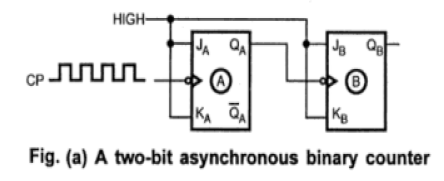 HIGH
J_A Q_A J_B Q_B
CP A B
K_A Q̅_A K_B
Fig. (a) A two-bit asynchronous binary counter